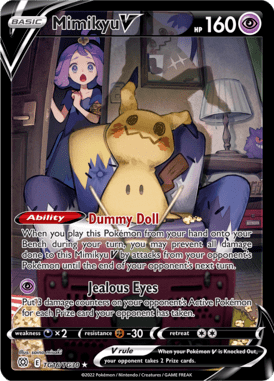 BASIC
Mimikyu V
HP 160
Ability Dummy Doll
When you play this Pokémon from your hand onto your
Bench during your turn, you may prevent all damage
done to this Mimikyu V by attacks from your opponent's
Pokémon until the end of your opponent's next turn.
Jealous Eyes
Put 3 damage counters on your opponent's Active Pokémon
for each Prize card your opponent has taken.
weakness ×2 resistance -30 retreat
V rule
When your Pokémon V is Knocked Out,
your opponent takes 2 Prize cards.
©2022 Pokémon / Nintendo / Creatures / GAME FREAK